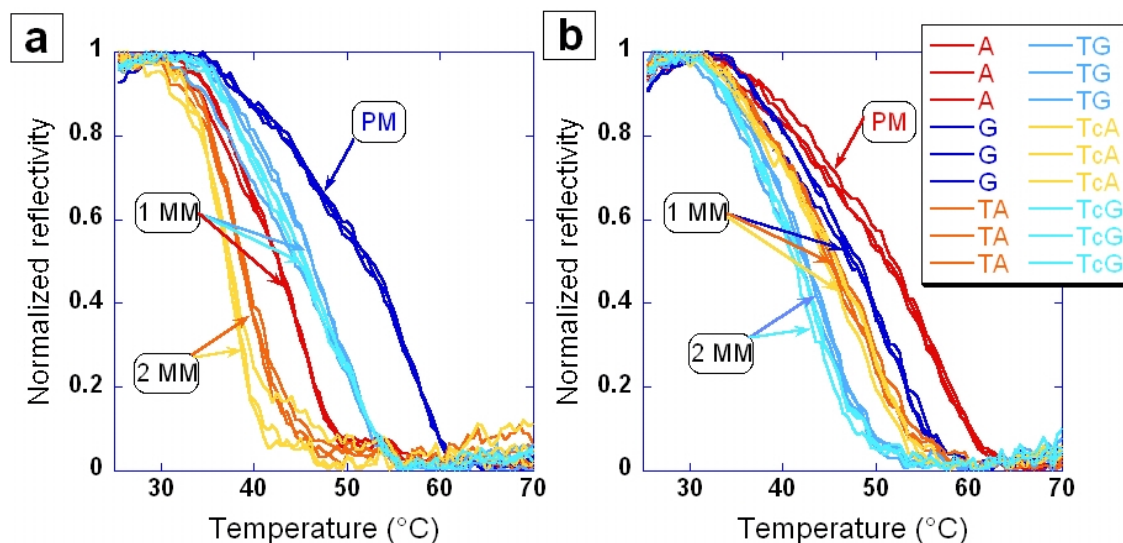 a
Normalized reflectivity
1
0.8
0.6
0.4
0.2
0
PM
1 MM
2 MM
30 40 50 60 70
Temperature (°C)
b
Normalized reflectivity
1
0.8
0.6
0.4
0.2
0
PM
1 MM
2 MM
30 40 50 60 70
Temperature (°C)
A TG
A TG
A TG
G TcA
G TcA
G TcA
TA TcG
TA TcG
TA TcG